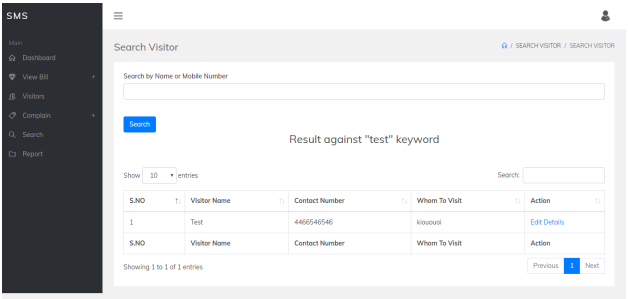 SMS
Main
Dashboard
View Bill +
Visitors
Complain +
Search
Report
Search Visitor
/ SEARCH VISITOR / SEARCH VISITOR
Search by Name or Mobile Number
Search
Result against "test" keyword
Show 10 entries
Search:
S.NO Visitor Name Contact Number Whom To Visit Action
1 Test 4466546546 kiououoi Edit Details
S.NO Visitor Name Contact Number Whom To Visit Action
Showing 1 to 1 of 1 entries
Previous 1 Next